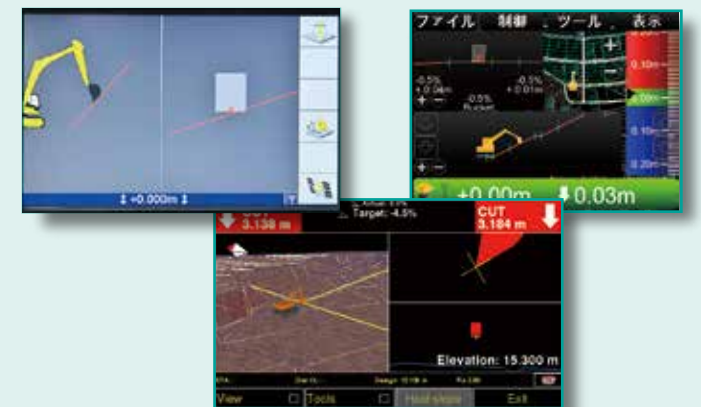 ↕ +0.000m ↕
ファイル 制御 ツール 表示
0.10m
-0.5% -0.5%
+0.04m +0.01m
-0.5%
Bucket
0.10m
0.20m
+0.00m ↓0.03m
CUT
3.138 m
Target: -4.5%
CUT
3.184 m
Elevation: 15.300 m
View Tools Exit